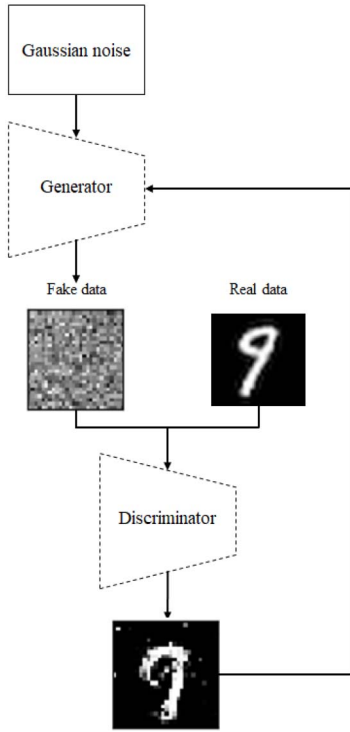 Gaussian noise
Generator
Fake data
Real data
Discriminator